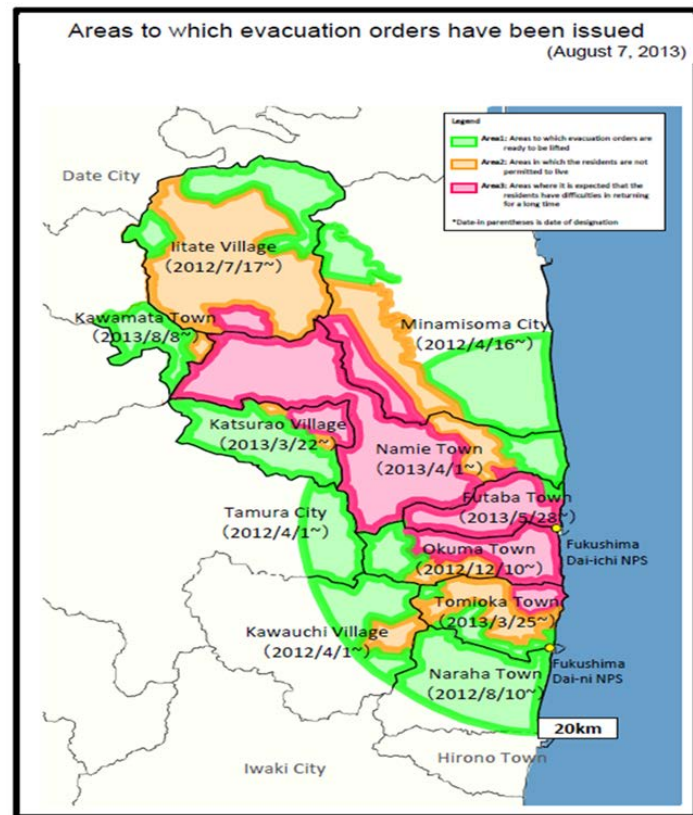 Areas to which evacuation orders have been issued
(August 7, 2013)
Legend
Area1: Areas to which evacuation orders are
ready to be lifted
Area2: Areas in which the residents are not
permitted to live
Area3: Areas where it is expected that the
residents have difficulties in returning
for a long time
*Date-in parentheses is date of designation
Date City
Iitate Village
(2012/7/17~)
Kawamata Town
(2013/8/8~)
Minamisoma City
(2012/4/16~)
Katsurao Village
(2013/3/22~)
Namie Town
(2013/4/1~)
Futaba Town
(2013/5/28~)
Tamura City
(2012/4/1~)
Okuma Town
(2012/12/10~)
Fukushima
Dai-ichi NPS
Tomioka Town
(2013/3/25~)
Kawauchi Village
(2012/4/1~)
Fukushima
Dai-ni NPS
Naraha Town
(2012/8/10~)
20km
Hirono Town
Iwaki City